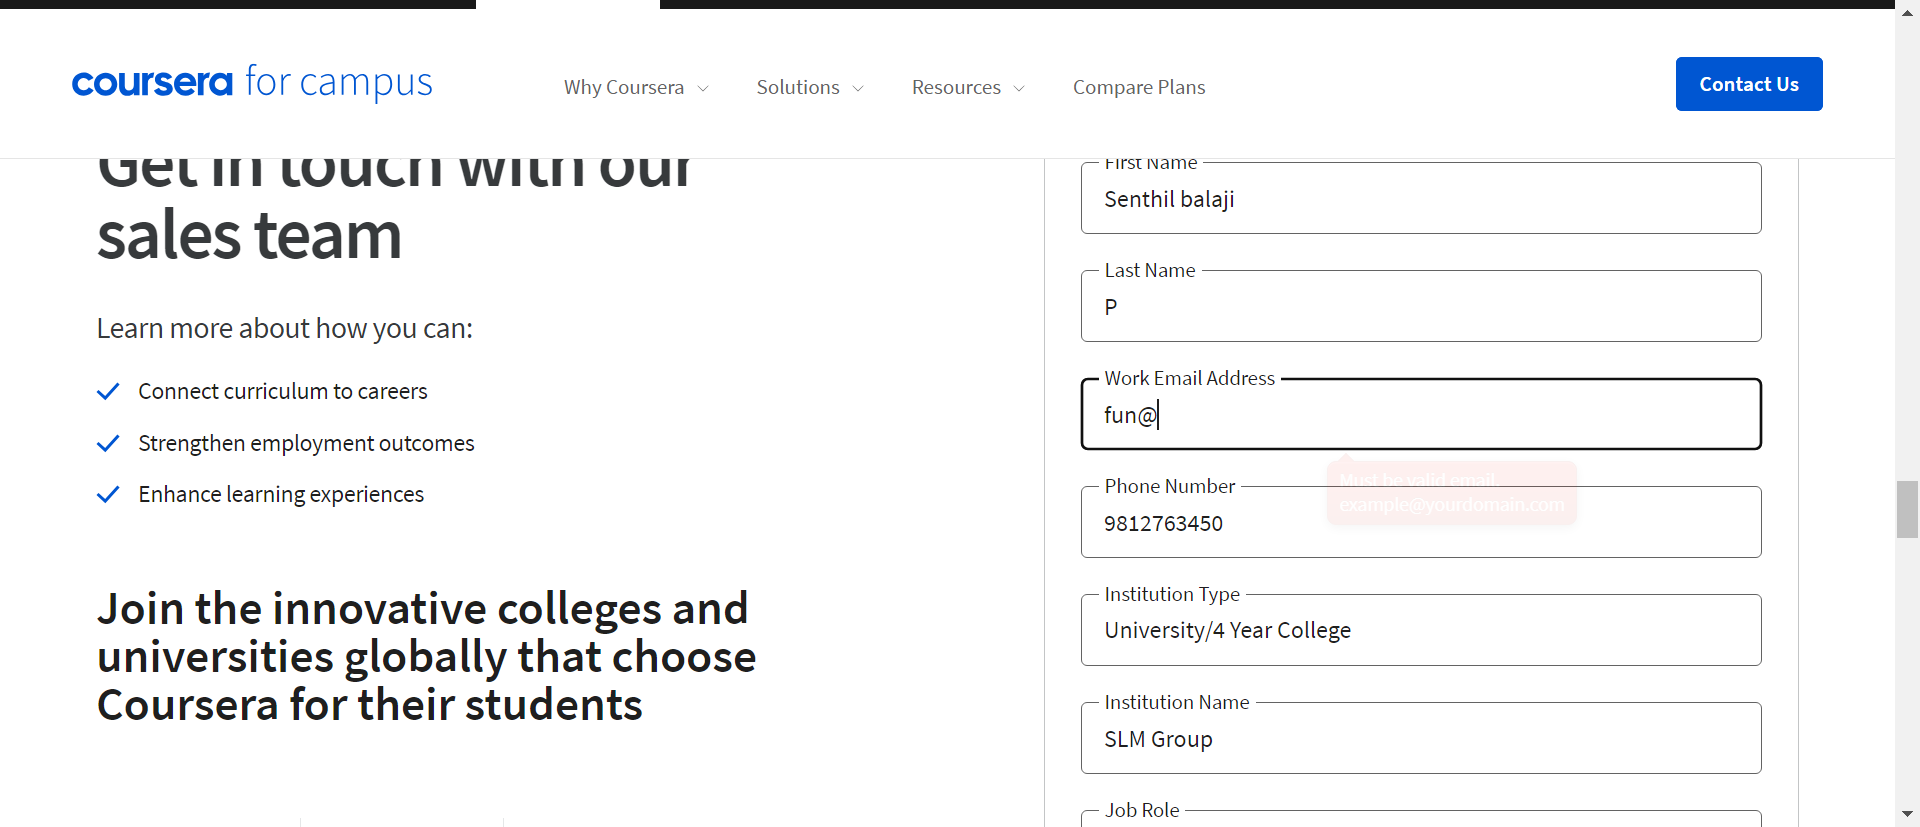 coursera for campus
Why Coursera
Solutions
Resources
Compare Plans
Contact Us
Get in touch with our
sales team
Learn more about how you can:
Connect curriculum to careers
Strengthen employment outcomes
Enhance learning experiences
Join the innovative colleges and
universities globally that choose
Coursera for their students
First Name
Senthil balaji
Last Name
P
Work Email Address
fun@
Must be valid email.
example@yourdomain.com
Phone Number
9812763450
Institution Type
University/4 Year College
Institution Name
SLM Group
Job Role